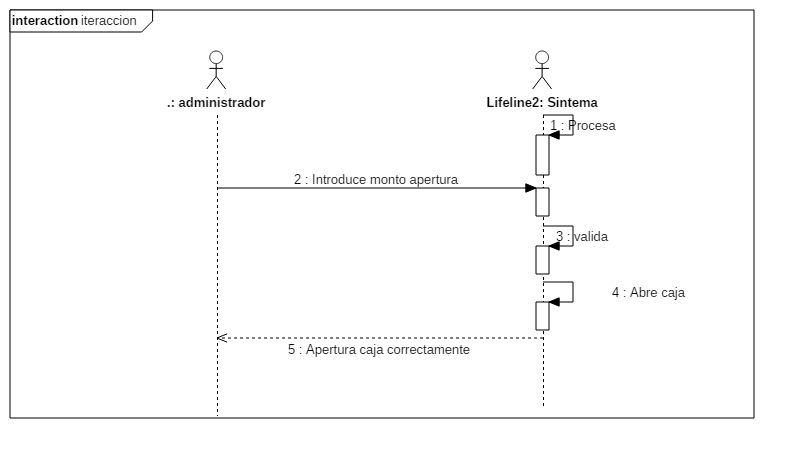 interaction iteraccion
.: administrador
Lifeline2: Sintema
1 : Procesa
2 : Introduce monto apertura
3 : valida
4 : Abre caja
5 : Apertura caja correctamente